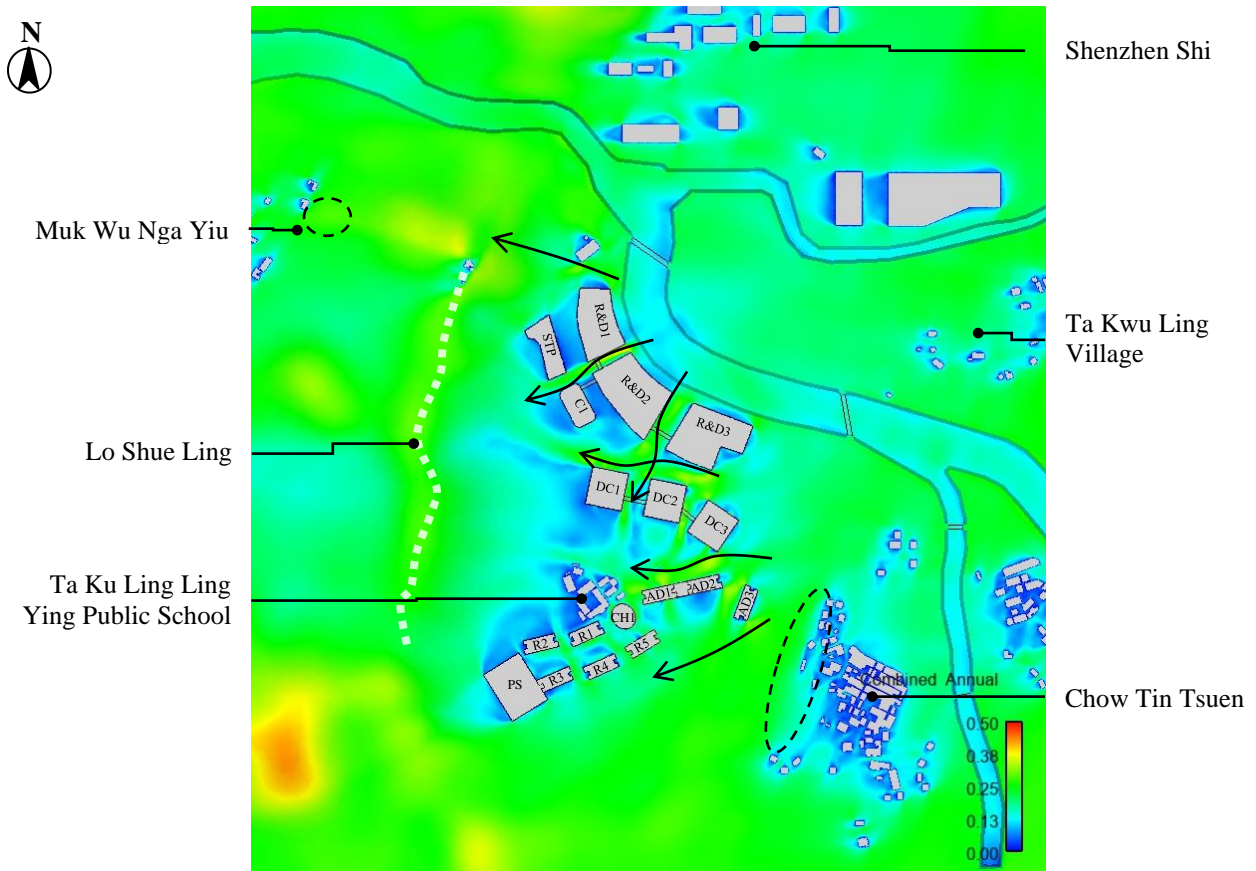 N
Shenzhen Shi
Muk Wu Nga Yiu
R&D1
STP
Ta Kwu Ling
Village
R&D2
C1
R&D3
Lo Shue Ling
DC1
DC2
DC3
Ta Ku Ling Ling
Ying Public School
AD1
AD2
AD3
CH1
R2
R1
R5
R4
R3
PS
Combined Annual
Chow Tin Tsuen
0.50
0.38
0.25
0.13
0.00